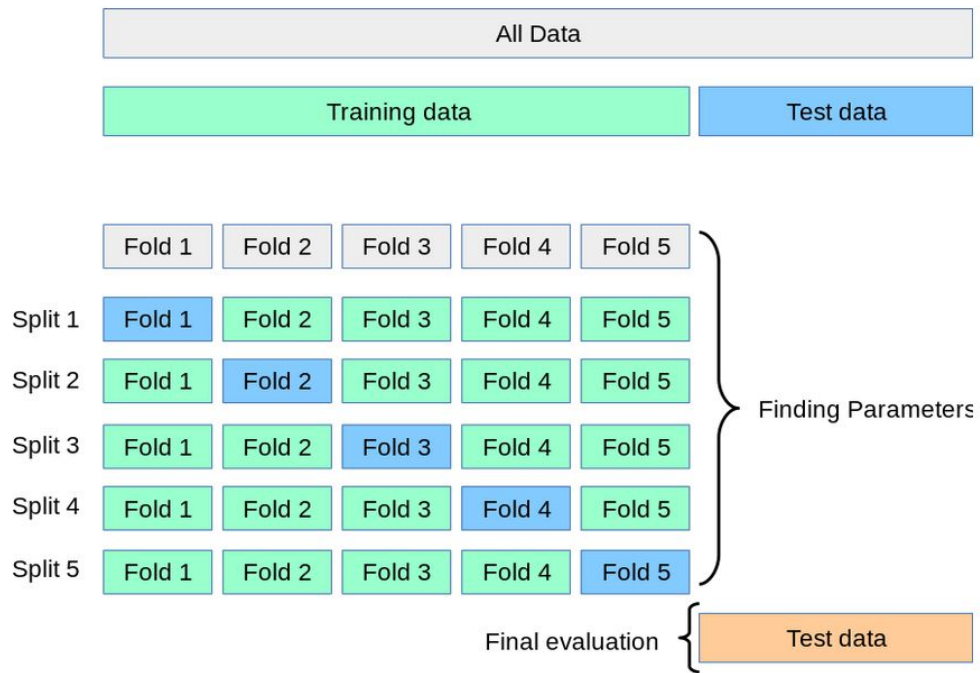 All Data
Training data Test data
Fold 1 Fold 2 Fold 3 Fold 4 Fold 5
Split 1 Fold 1 Fold 2 Fold 3 Fold 4 Fold 5
Split 2 Fold 1 Fold 2 Fold 3 Fold 4 Fold 5
Finding Parameters
Split 3 Fold 1 Fold 2 Fold 3 Fold 4 Fold 5
Split 4 Fold 1 Fold 2 Fold 3 Fold 4 Fold 5
Split 5 Fold 1 Fold 2 Fold 3 Fold 4 Fold 5
Final evaluation Test data